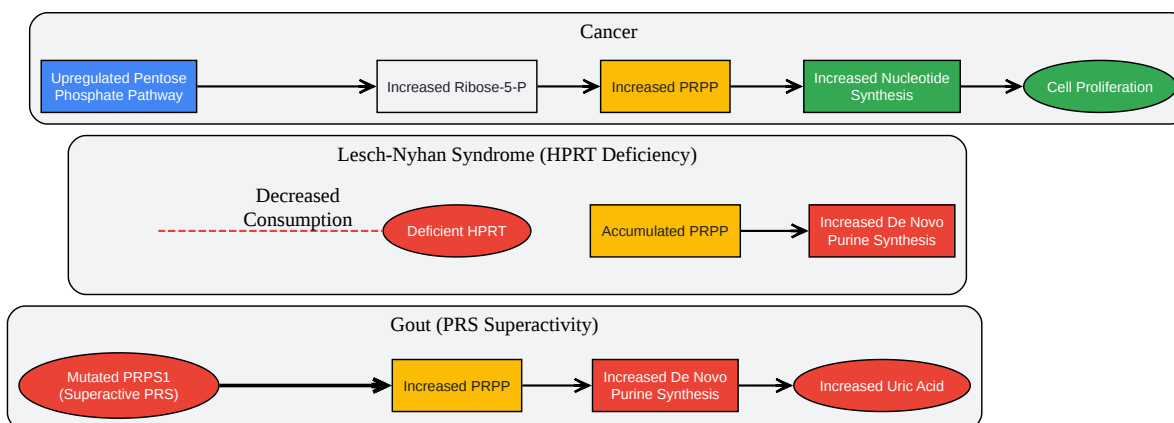 Cancer
Upregulated Pentose
Phosphate Pathway
Increased Ribose-5-P
Increased PRPP
Increased Nucleotide
Synthesis
Cell Proliferation
Lesch-Nyhan Syndrome (HPRT Deficiency)
Decreased
Consumption
Deficient HPRT
Accumulated PRPP
Increased De Novo
Purine Synthesis
Gout (PRS Superactivity)
Mutated PRPS1
(Superactive PRS)
Increased PRPP
Increased De Novo
Purine Synthesis
Increased Uric Acid